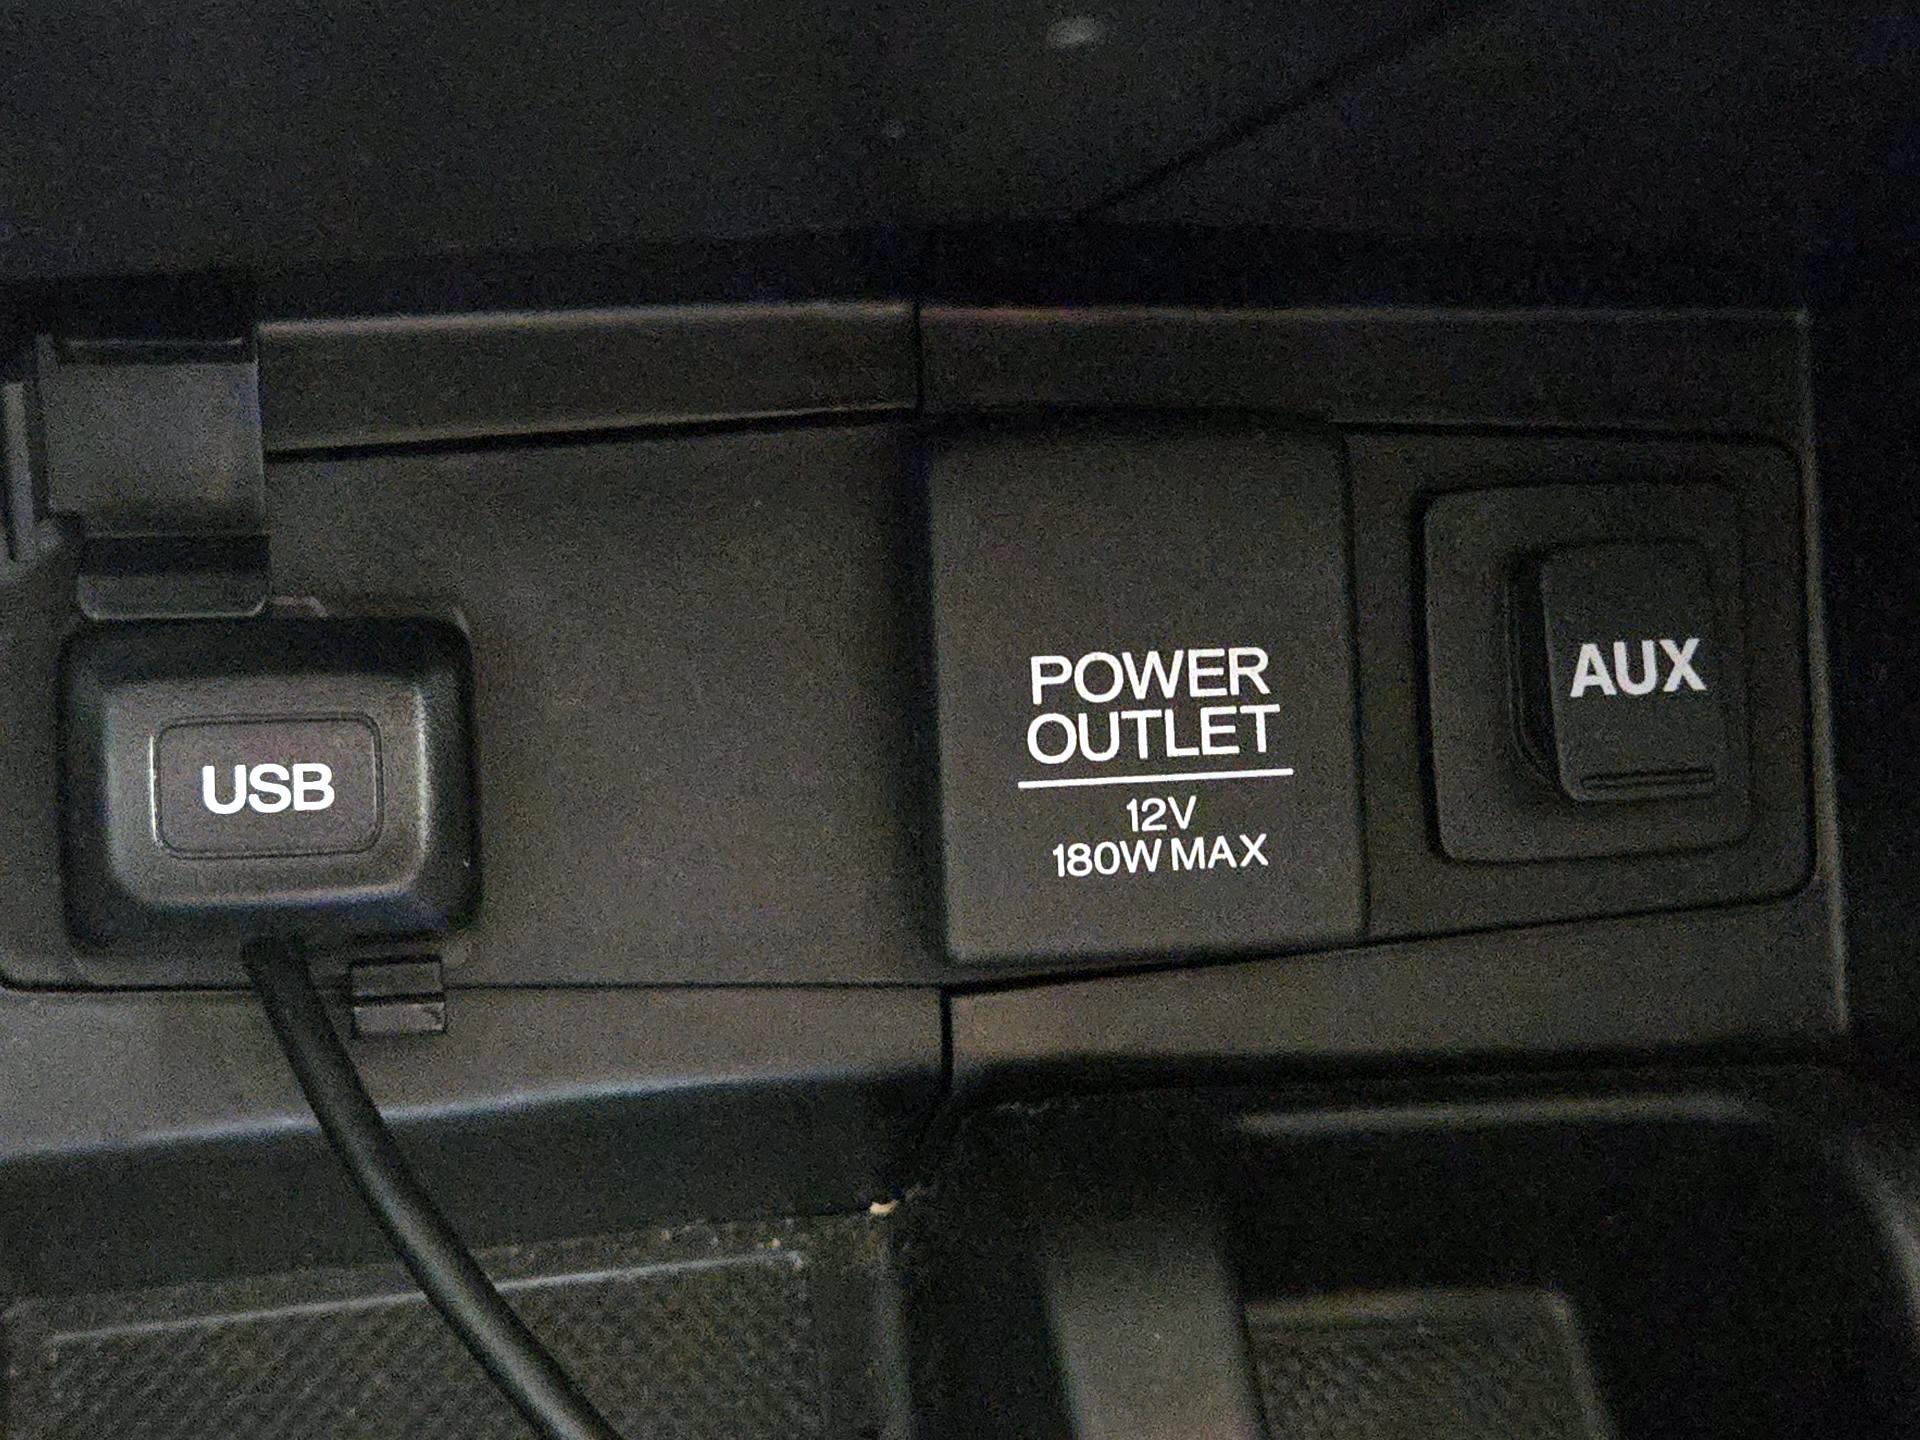 USB
POWER
OUTLET
12V
180W MAX
AUX